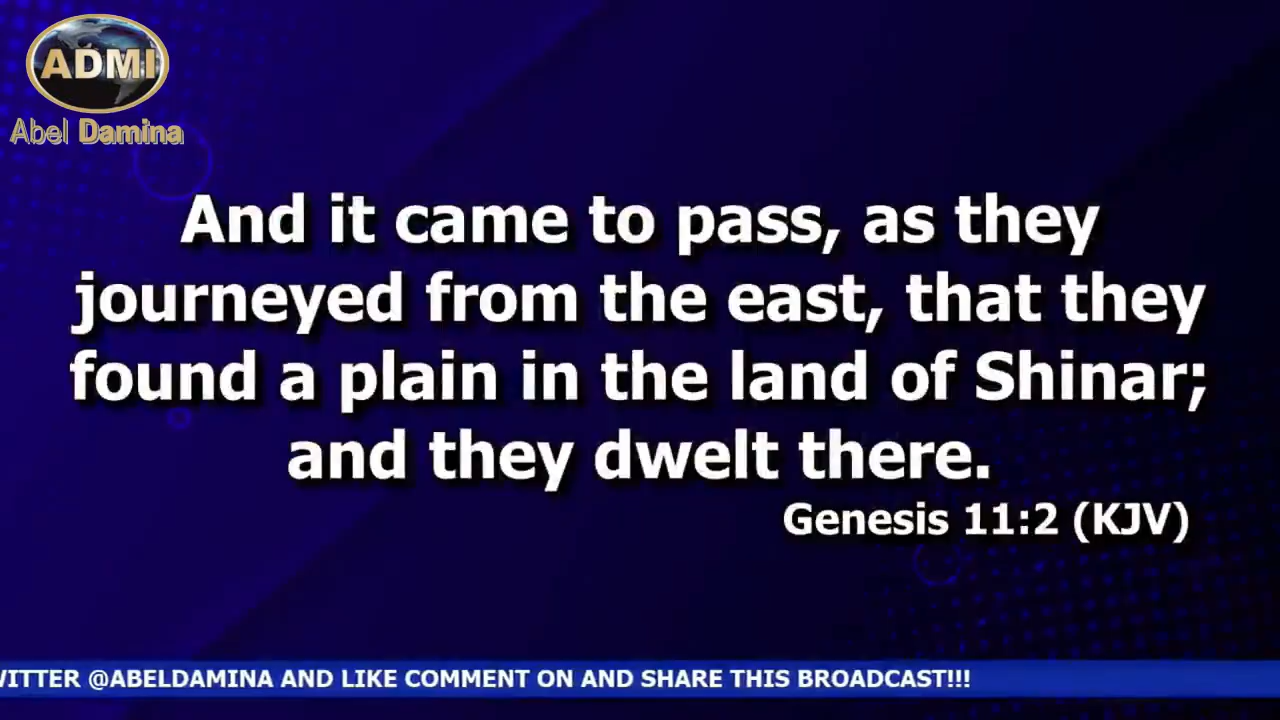 ADMI
Abel Damina
And it came to pass, as they
journeyed from the east, that they
found a plain in the land of Shinar;
and they dwelt there.
Genesis 11:2 (KJV)
WITTER @ABELDAMINA AND LIKE COMMENT ON AND SHARE THIS BROADCAST!!!